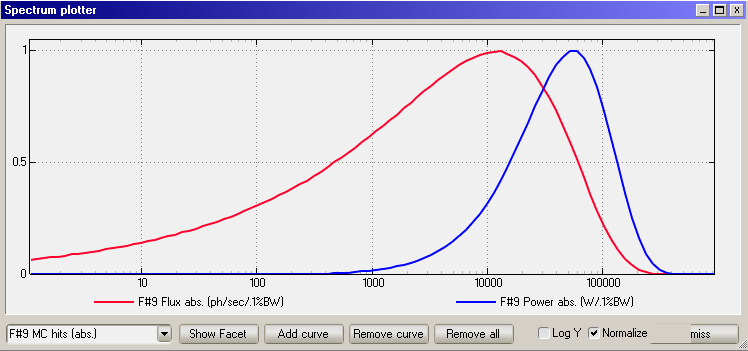 Spectrum plotter
1
0.5
0
10 100 1000 10000 100000
F#9 Flux abs. (ph/sec/.1%BW) F#9 Power abs. (W/.1%BW)
F#9 MC hits (abs.) Show Facet Add curve Remove curve Remove all Log Y Normalize miss